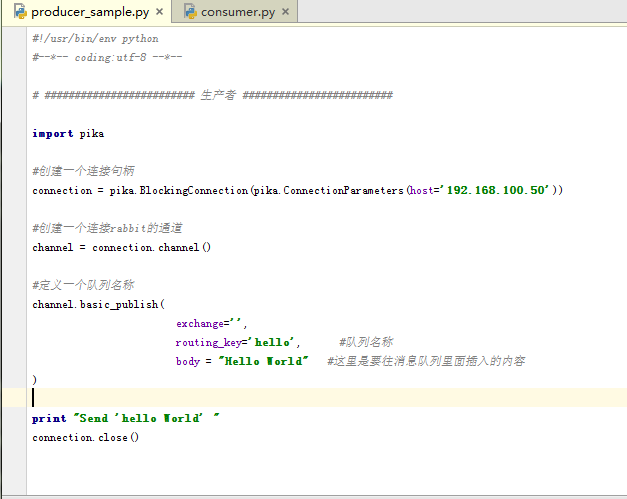 producer_sample.py × consumer.py ×
#!/usr/bin/env python
#--*-- coding:utf-8 --*--
# ######################### 生产者 #########################
import pika
#创建一个连接句柄
connection = pika.BlockingConnection(pika.ConnectionParameters(host='192.168.100.50'))
#创建一个连接rabbit的通道
channel = connection.channel()
#定义一个队列名称
channel.basic_publish(
exchange='',
routing_key='hello', #队列名称
body = "Hello World" #这里是要往消息队列里面插入的内容
)
print "Send 'hello World' "
connection.close()